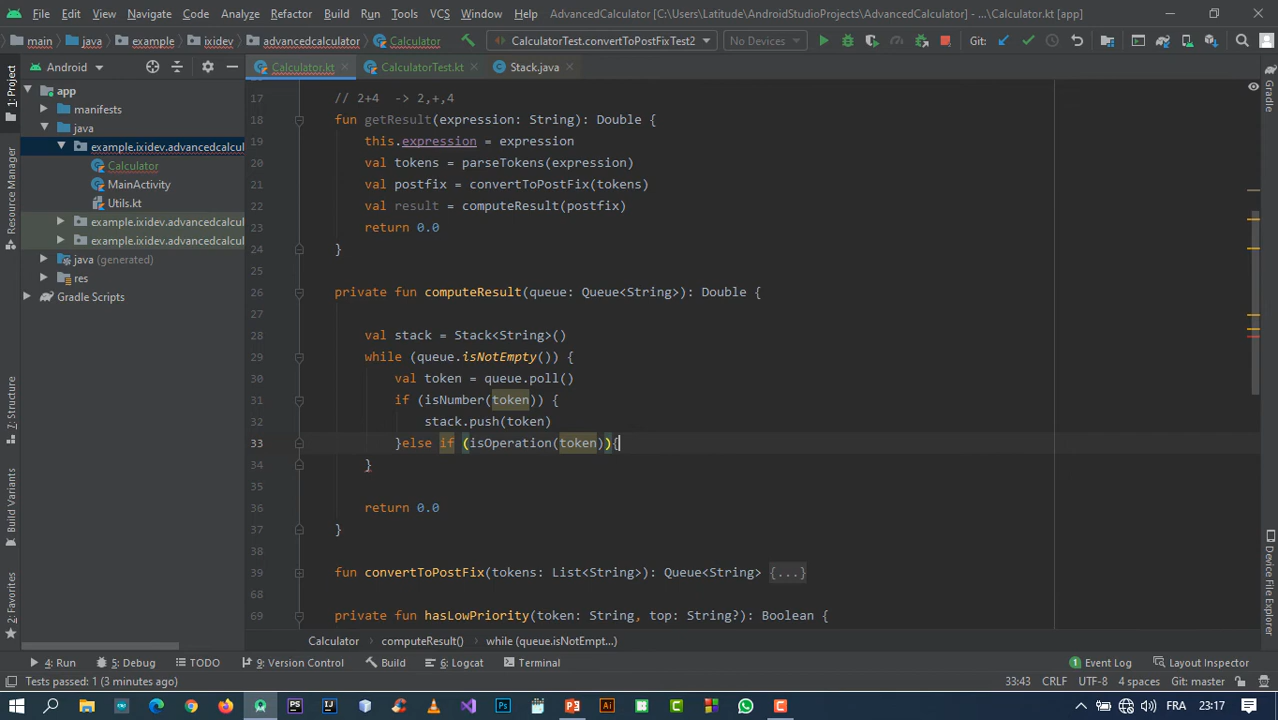 File Edit View Navigate Code Analyze Refactor Build Run Tools VCS Window Help AdvancedCalculator [C:\Users\Latitude\AndroidStudioProjects\AdvancedCalculator] - ...\Calculator.kt [app]
main java example ixidev advancedcalculator Calculator CalculatorTest.convertToPostFixTest2 No Devices Git:
Android Calculator.kt CalculatorTest.kt Stack.java
app
manifests
java
example.ixidev.advancedcalcul
Calculator
MainActivity
Utils.kt
example.ixidev.advancedcalcul
example.ixidev.advancedcalcul
java (generated)
res
Gradle Scripts
1: Project
Resource Manager
Z: Structure
Build Variants
2: Favorites
17 // 2+4 -> 2,+,4
18 fun getResult(expression: String): Double {
19 this.expression = expression
20 val tokens = parseTokens(expression)
21 val postfix = convertToPostFix(tokens)
22 val result = computeResult(postfix)
23 return 0.0
24 }
25
26 private fun computeResult(queue: Queue<String>): Double {
27
28 val stack = Stack<String>()
29 while (queue.isNotEmpty()) {
30 val token = queue.poll()
31 if (isNumber(token)) {
32 stack.push(token)
33 }else if (isOperation(token)){
34 }
35
36 return 0.0
37 }
38
39 fun convertToPostFix(tokens: List<String>): Queue<String> {...}
68
69 private fun hasLowPriority(token: String, top: String?): Boolean {
Gradle
Device File Explorer
Calculator computeResult() while (queue.isNotEmpt...)
4: Run 5: Debug TODO 9: Version Control Build 6: Logcat Terminal 1 Event Log Layout Inspector
Tests passed: 1 (3 minutes ago) 33:43 CRLF UTF-8 4 spaces Git: master
FRA 23:17